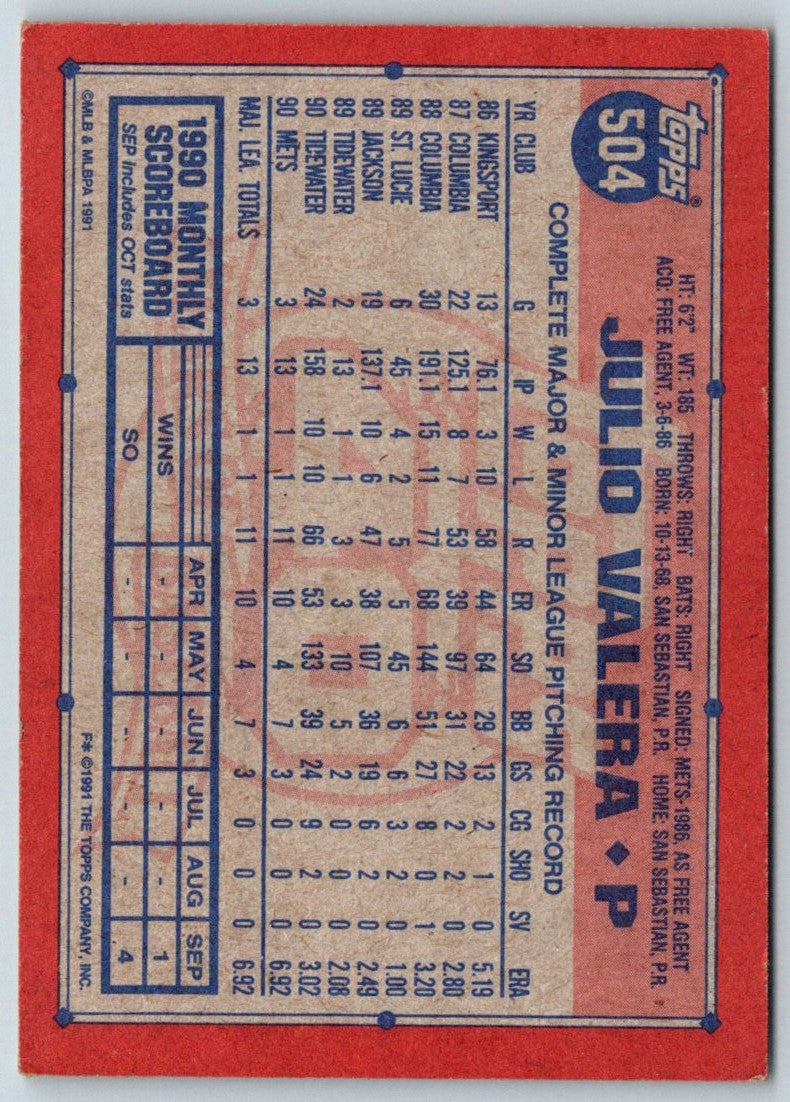 topps®
504
HT: 6'2" WT: 185 THROWS: RIGHT BATS: RIGHT SIGNED: METS-1986, AS FREE AGENT
ACQ: FREE AGENT, 3-6-86 BORN: 10-13-68, SAN SEBASTIAN, P.R. HOME: SAN SEBASTIAN, P.R.
JULIO VALERA ◆ P
COMPLETE MAJOR & MINOR LEAGUE PITCHING RECORD
YR CLUB G IP W L R ER SO BB GS CG SHO SV ERA
86 KINGSPORT 13 76.1 3 10 58 44 64 29 13 2 1 0 5.19
87 COLUMBIA 22 125.1 8 7 53 39 97 31 22 2 2 0 2.80
88 COLUMBIA 30 191.1 15 11 77 68 144 51 27 8 0 1 3.20
89 ST. LUCIE 6 45 4 2 5 5 45 6 6 3 2 0 1.00
89 JACKSON 19 137.1 10 6 47 38 107 36 19 6 2 0 2.49
89 TIDEWATER 2 13 1 1 3 3 10 5 2 0 0 0 2.08
90 TIDEWATER 24 158 10 10 66 53 133 39 24 9 2 0 3.02
90 METS 3 13 1 1 11 10 4 7 3 0 0 0 6.92
MAJ. LEA. TOTALS 3 13 1 1 11 10 4 7 3 0 0 0 6.92
1990 MONTHLY
SCOREBOARD
SEP Includes OCT stats
APR MAY JUN JUL AUG SEP
WINS - - - - - 1
SO - - - - - 4
©MLB & MLBPA 1991
F* ©1991 THE TOPPS COMPANY, INC.